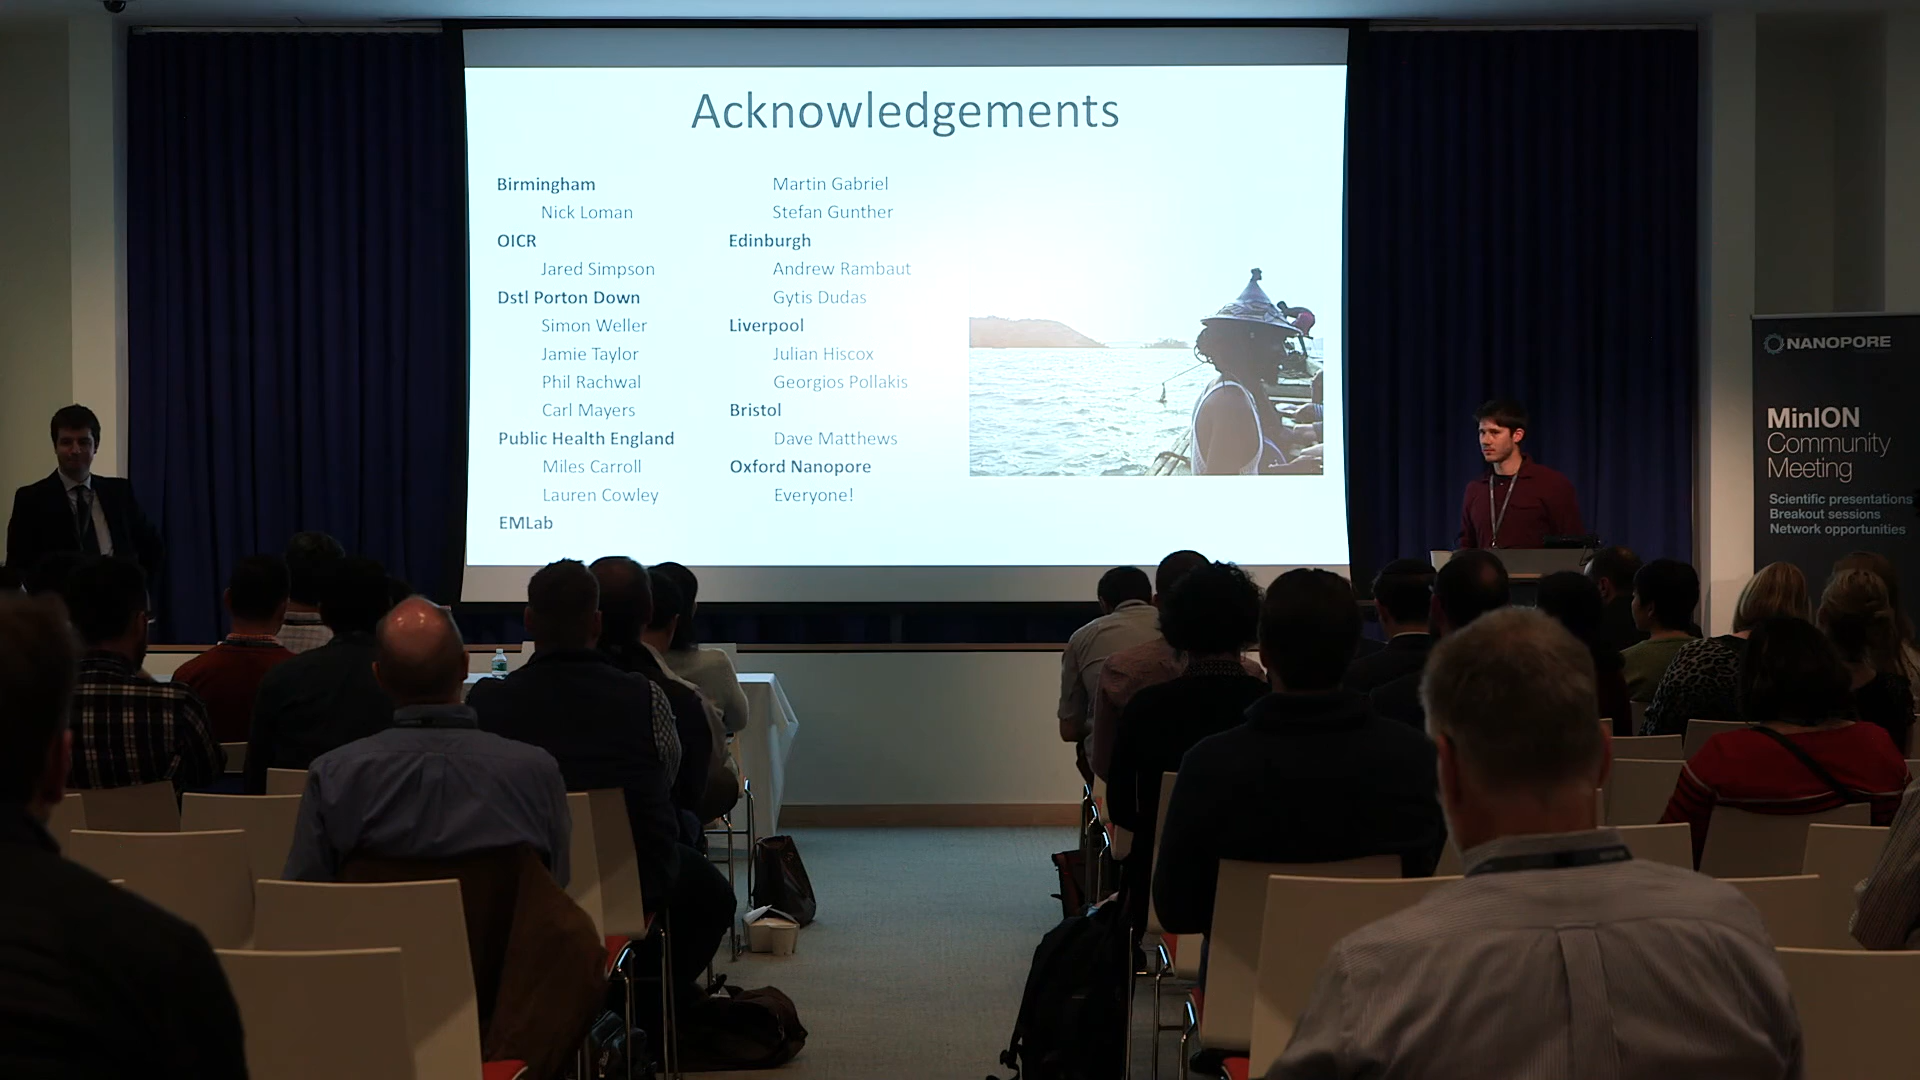 Acknowledgements
Birmingham
Nick Loman
OICR
Jared Simpson
Dstl Porton Down
Simon Weller
Jamie Taylor
Phil Rachwal
Carl Mayers
Public Health England
Miles Carroll
Lauren Cowley
EMLab
Martin Gabriel
Stefan Gunther
Edinburgh
Andrew Rambaut
Gytis Dudas
Liverpool
Julian Hiscox
Georgios Pollakis
Bristol
Dave Matthews
Oxford Nanopore
Everyone!
NANOPORE
MinION
Community
Meeting
Scientific presentations
Breakout sessions
Network opportunities